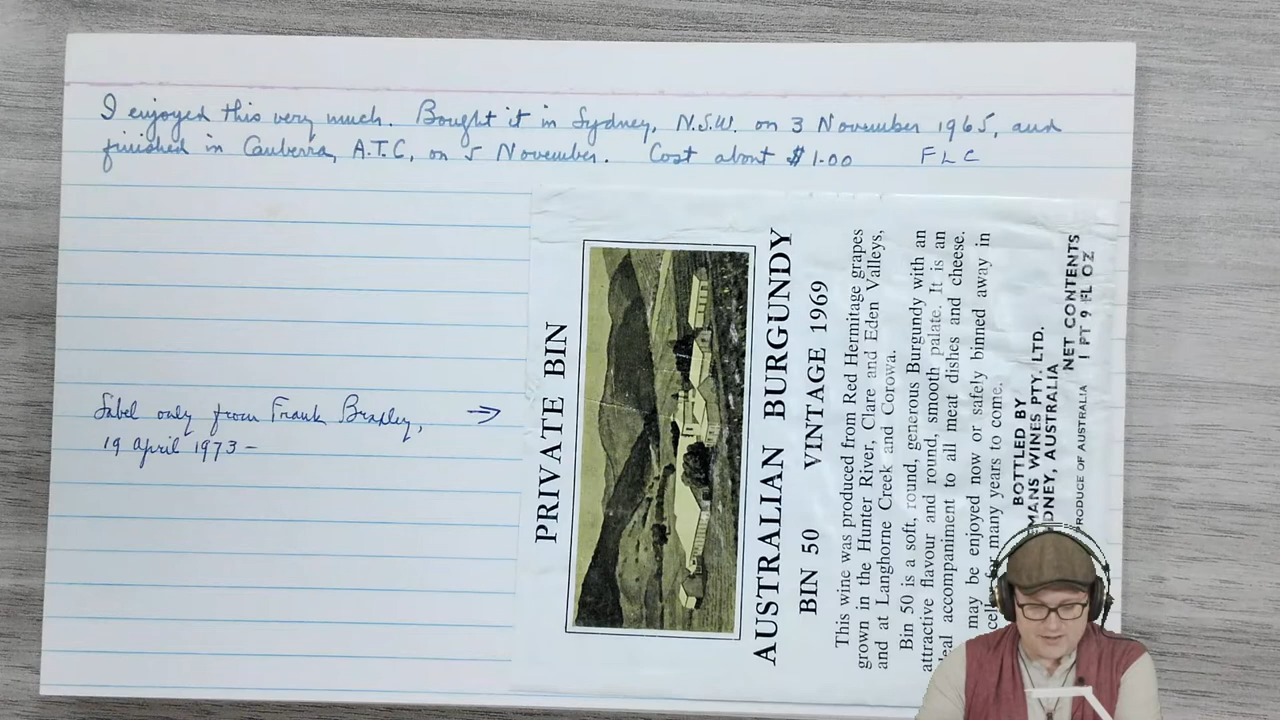 I enjoyed this very much. Bought it in Sydney, N.S.W. on 3 November 1965, and
finished in Canberra, A.T.C, on 5 November. Cost about $1.00 FLC
Label only from Frank Bradley, →
19 April 1973 -
PRIVATE BIN
AUSTRALIAN BURGUNDY
BIN 50 VINTAGE 1969
This wine was produced from Red Hermitage grapes
grown in the Hunter River, Clare and Eden Valleys,
and at Langhorne Creek and Corowa.
Bin 50 is a soft, round, generous Burgundy with an
attractive flavour and round, smooth palate. It is an
accompaniment to all meat dishes and cheese.
may be enjoyed now or safely binned away in
for many years to come.
BOTTLED BY
WINES PTY. LTD.
AUSTRALIA
NET CONTENTS
PRODUCE OF AUSTRALIA 1 PT 9 FL OZ